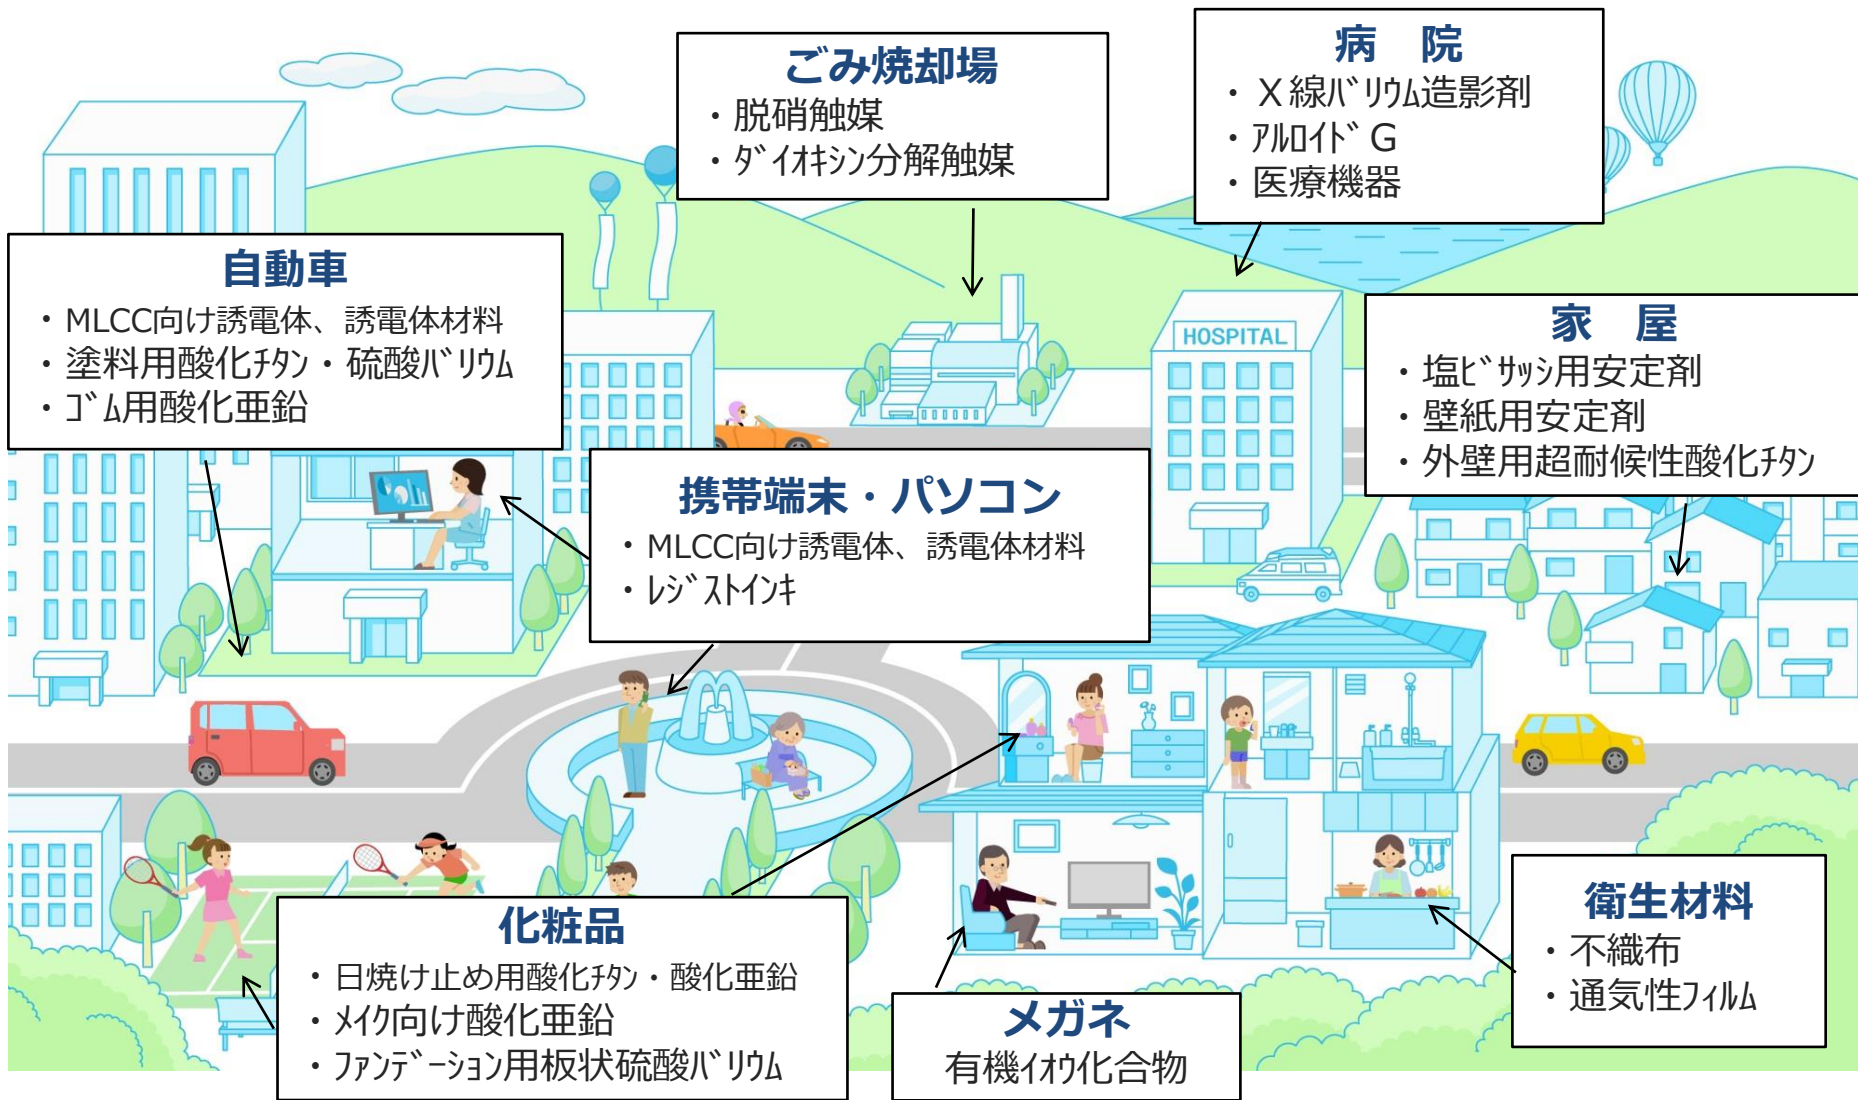 ごみ焼却場
・脱硝触媒
・ダイオキシン分解触媒
病　院
・Ｘ線バリウム造影剤
・アルロイドＧ
・医療機器
自動車
・MLCC向け誘電体、誘電体材料
・塗料用酸化チタン・硫酸バリウム
・ゴム用酸化亜鉛
HOSPITAL
家　屋
・塩ビサッシ用安定剤
・壁紙用安定剤
・外壁用超耐候性酸化チタン
携帯端末・パソコン
・MLCC向け誘電体、誘電体材料
・レジストインキ
化粧品
・日焼け止め用酸化チタン・酸化亜鉛
・メイク向け酸化亜鉛
・ファンデーション用板状硫酸バリウム
メガネ
有機イオウ化合物
衛生材料
・不織布
・通気性フィルム